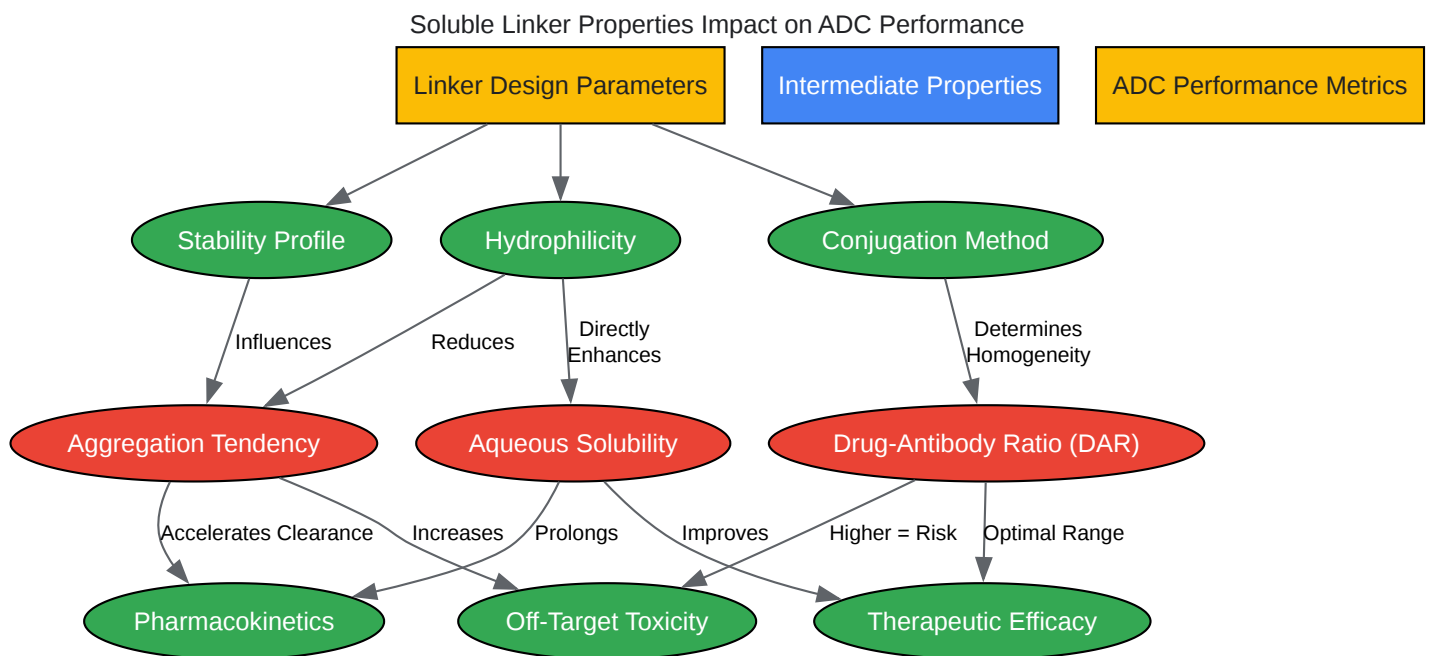 Soluble Linker Properties Impact on ADC Performance
Linker Design Parameters
Intermediate Properties
ADC Performance Metrics
Stability Profile
Hydrophilicity
Conjugation Method
Influences
Reduces
Directly
Enhances
Determines
Homogeneity
Aggregation Tendency
Aqueous Solubility
Drug-Antibody Ratio (DAR)
Accelerates Clearance
Increases
Prolongs
Improves
Higher = Risk
Optimal Range
Pharmacokinetics
Off-Target Toxicity
Therapeutic Efficacy